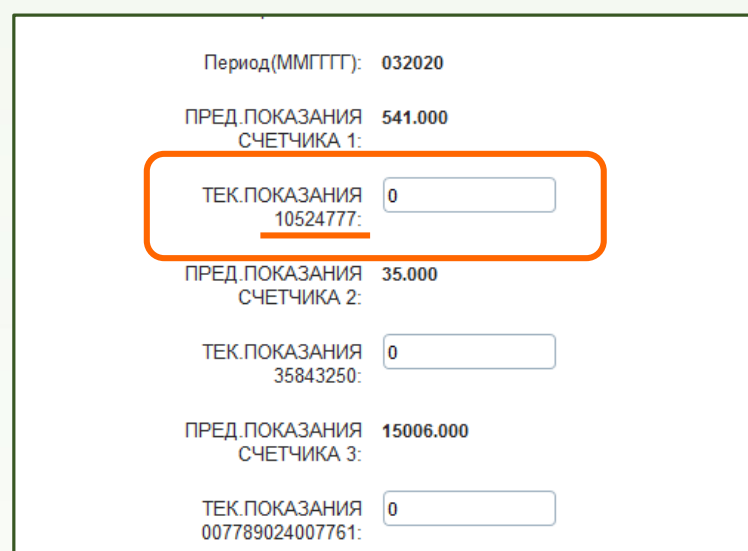 Период(ММГГГГ): 032020
ПРЕД.ПОКАЗАНИЯ 541.000
СЧЕТЧИКА 1:
ТЕК.ПОКАЗАНИЯ 0
10524777:
ПРЕД.ПОКАЗАНИЯ 35.000
СЧЕТЧИКА 2:
ТЕК.ПОКАЗАНИЯ 0
35843250:
ПРЕД.ПОКАЗАНИЯ 15006.000
СЧЕТЧИКА 3:
ТЕК.ПОКАЗАНИЯ 0
007789024007761: